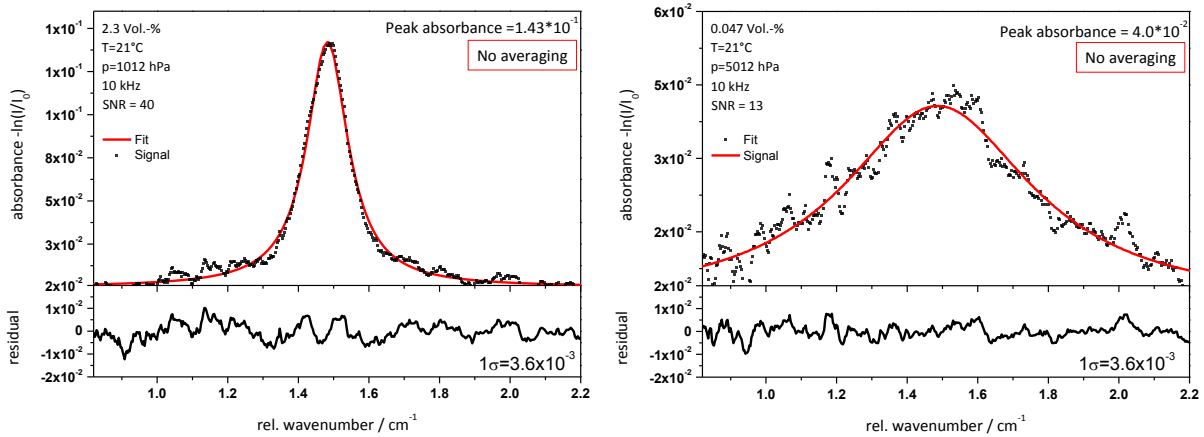 2.3 Vol.-%
T=21°C
p=1012 hPa
10 kHz
SNR = 40
Peak absorbance =1.43*10⁻¹
No averaging
Fit
Signal
absorbance -ln(I/I₀)
1x10⁻¹
1x10⁻¹
1x10⁻¹
8x10⁻²
5x10⁻²
3x10⁻²
2x10⁻²
residual
1x10⁻²
0
-1x10⁻²
-2x10⁻²
1σ=3.6x10⁻³
1.0 1.2 1.4 1.6 1.8 2.0 2.2
rel. wavenumber / cm⁻¹
0.047 Vol.-%
T=21°C
p=5012 hPa
10 kHz
SNR = 13
Peak absorbance = 4.0*10⁻²
No averaging
Fit
Signal
absorbance -ln(I/I₀)
6x10⁻²
5x10⁻²
3x10⁻²
2x10⁻²
2x10⁻²
residual
1x10⁻²
0
-1x10⁻²
-2x10⁻²
1σ=3.6x10⁻³
1.0 1.2 1.4 1.6 1.8 2.0 2.2
rel. wavenumber / cm⁻¹